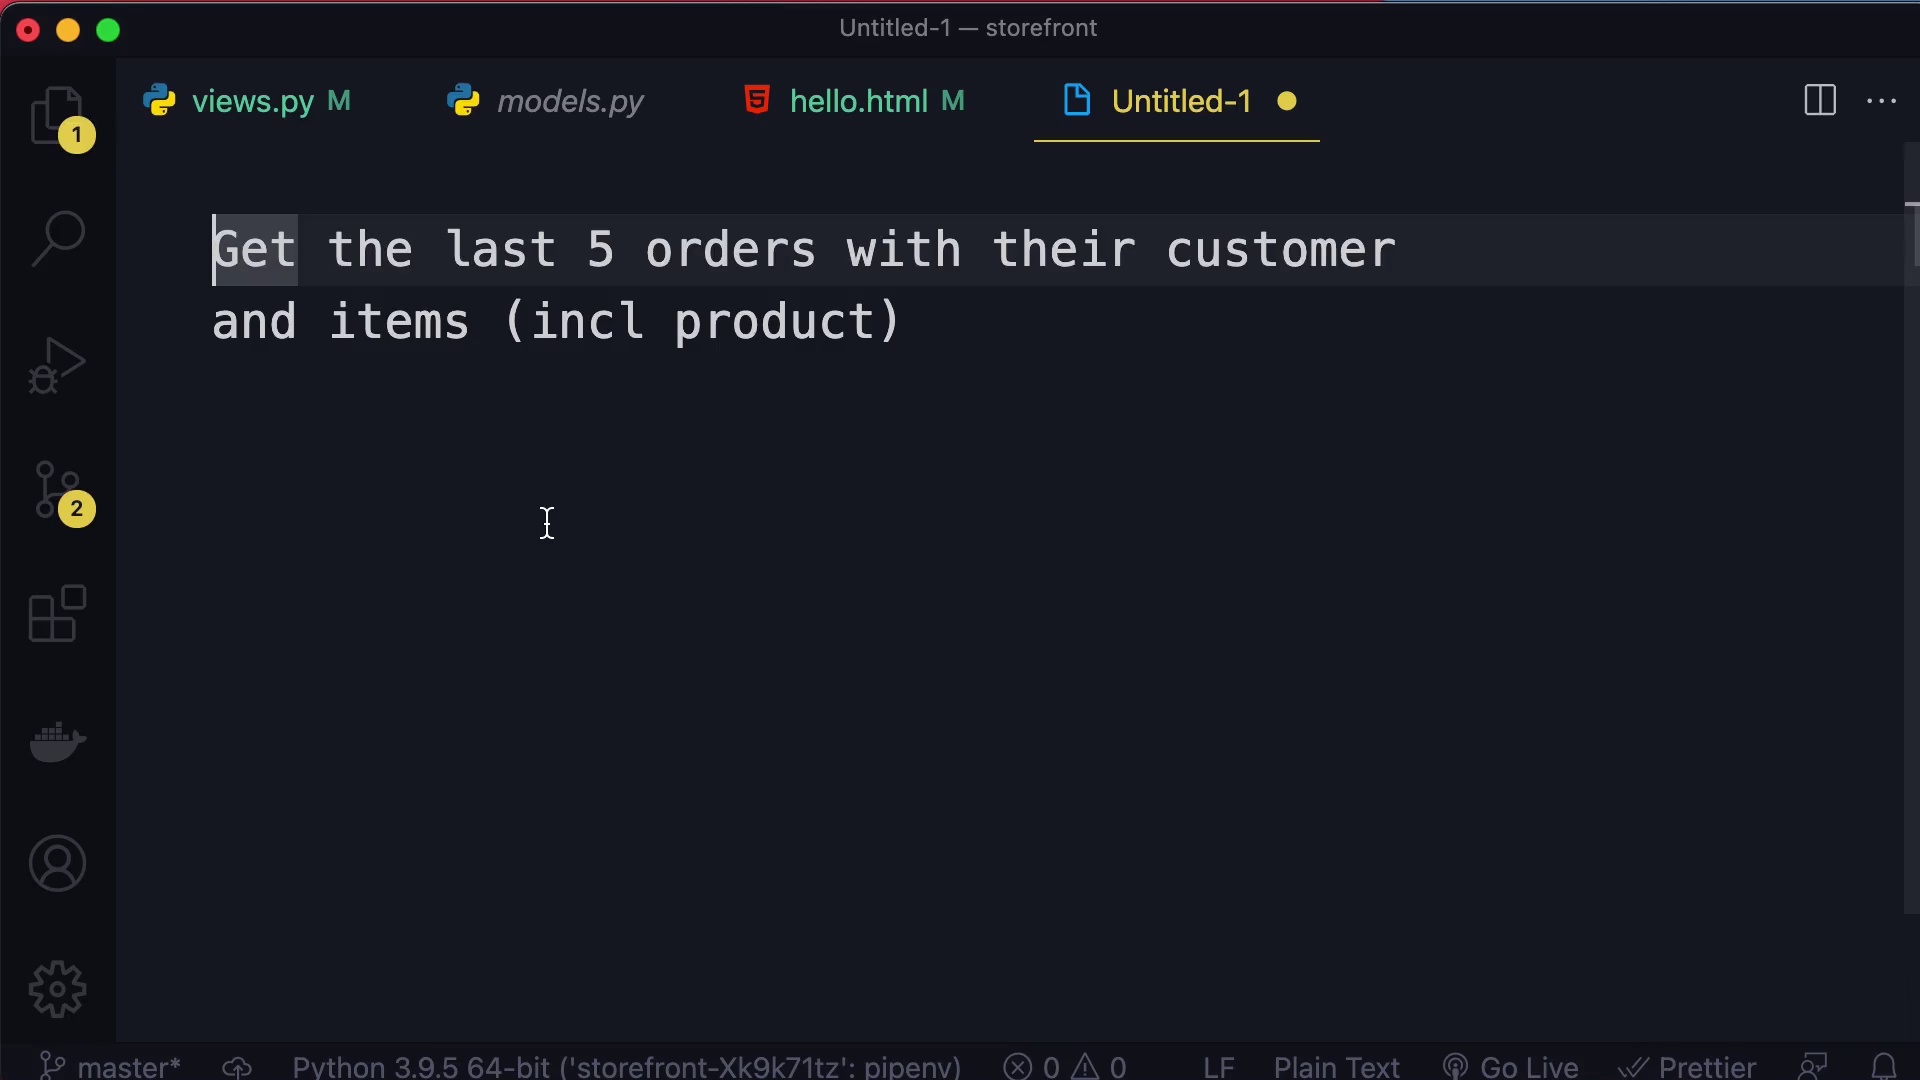 Untitled-1 — storefront
views.py M
models.py
hello.html M
Untitled-1
1
Get the last 5 orders with their customer
and items (incl product)
2
master*
Python 3.9.5 64-bit ('storefront-Xk9k71tz': pipenv)
0
0
LF
Plain Text
Go Live
Prettier